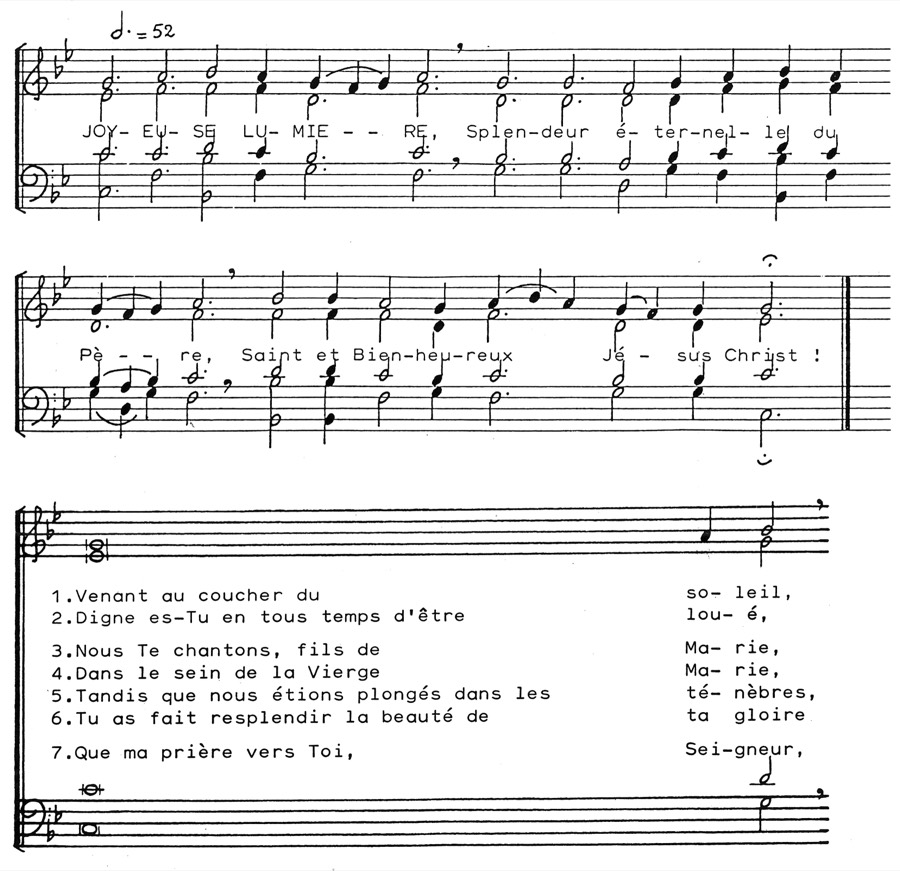 𝅗𝅥. = 52
JOY- EU- SE LU- MIE - - RE, Splen-deur é- ter-nel- le du
Pè - - re, Saint et Bien-heu-reux Jé - sus Christ !
1.Venant au coucher du so- leil,
2.Digne es-Tu en tous temps d'être lou- é,
3.Nous Te chantons, fils de Ma- rie,
4.Dans le sein de la Vierge Ma- rie,
5.Tandis que nous étions plongés dans les té- nèbres,
6.Tu as fait resplendir la beauté de ta gloire
7.Que ma prière vers Toi, Sei-gneur,